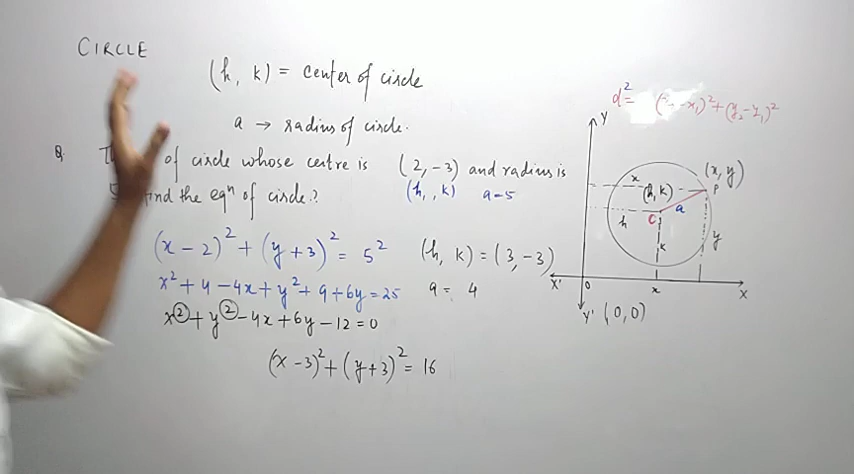 CIRCLE
(h, k) = center of circle
a → radius of circle.
Q. of circle whose centre is (2, -3) and radius is
find the eqⁿ of circle.? (h, k) a=5
(x - 2)² + (y + 3)² = 5² (h, k) = (3, -3)
x² + 4 - 4x + y² + 9 + 6y = 25 a = 4
x² + y² - 4x + 6y - 12 = 0
(x - 3)² + (y + 3)² = 16
d² = - x₁)² + (y₂ - y₁)²
Y
(x, y)
x
(h, k)
P
C
a
h
k
y
X'
0
x
X
Y' (0, 0)